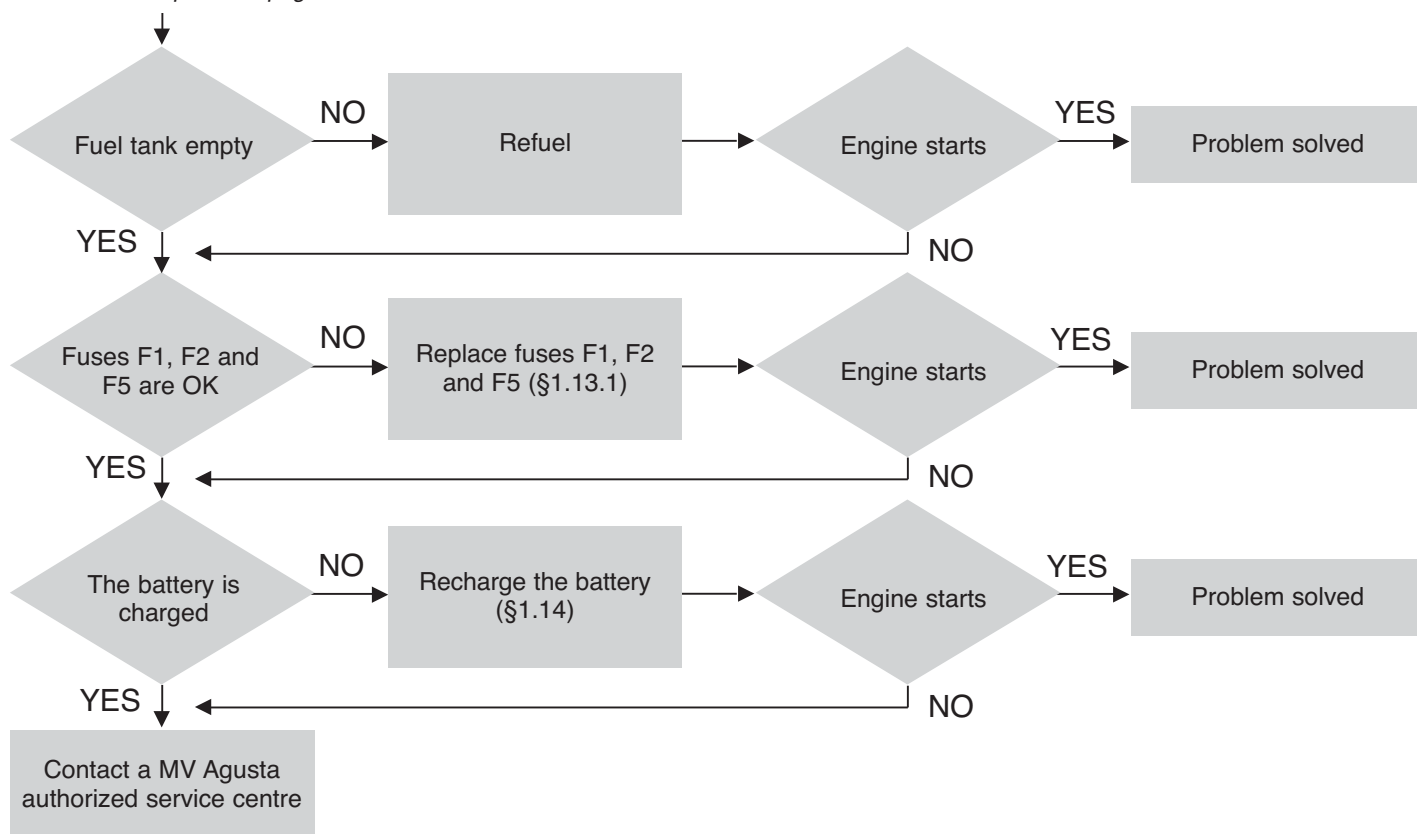 Fuel tank empty
NO
Refuel
Engine starts
YES
Problem solved
YES
NO
Fuses F1, F2 and
F5 are OK
NO
Replace fuses F1, F2
and F5 (§1.13.1)
Engine starts
YES
Problem solved
YES
NO
The battery is
charged
NO
Recharge the battery
(§1.14)
Engine starts
YES
Problem solved
YES
NO
Contact a MV Agusta
authorized service centre